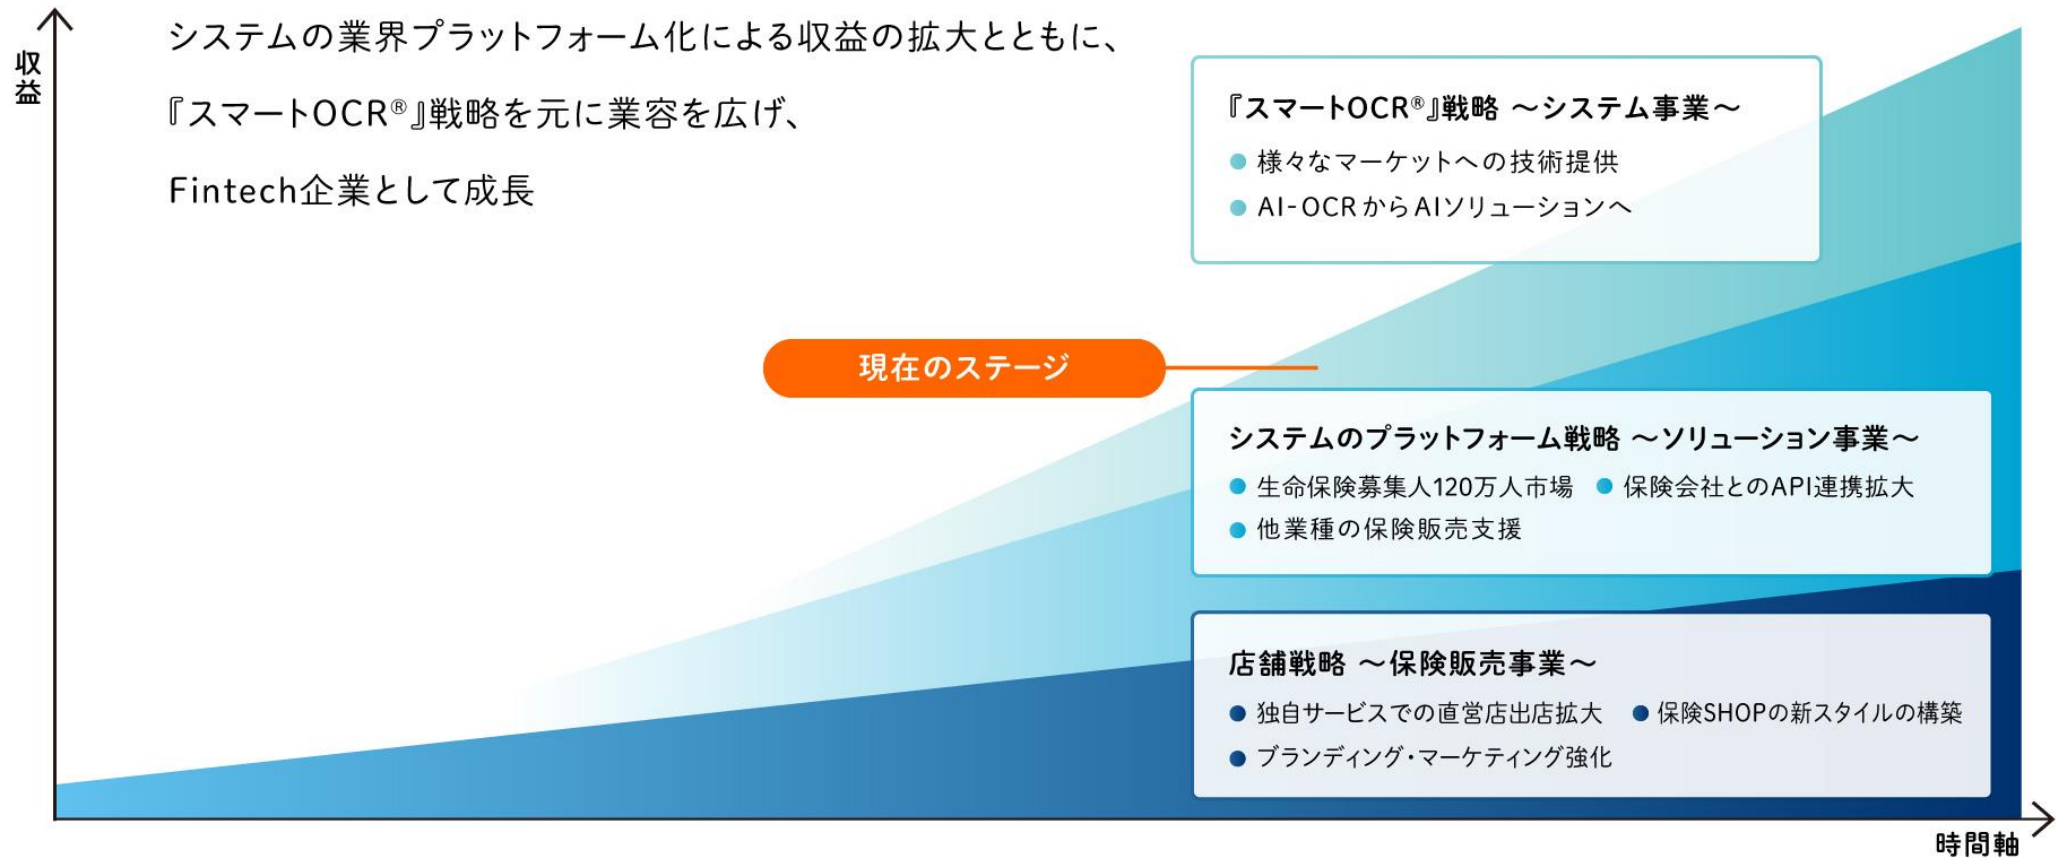 収益
システムの業界プラットフォーム化による収益の拡大とともに、
『スマートOCR®』戦略を元に業容を広げ、
Fintech企業として成長
『スマートOCR®』戦略 ～システム事業～
様々なマーケットへの技術提供
AI-OCRからAIソリューションへ
現在のステージ
システムのプラットフォーム戦略 ～ソリューション事業～
生命保険募集人120万人市場 保険会社とのAPI連携拡大
他業種の保険販売支援
店舗戦略 ～保険販売事業～
独自サービスでの直営店出店拡大 保険SHOPの新スタイルの構築
ブランディング・マーケティング強化
時間軸